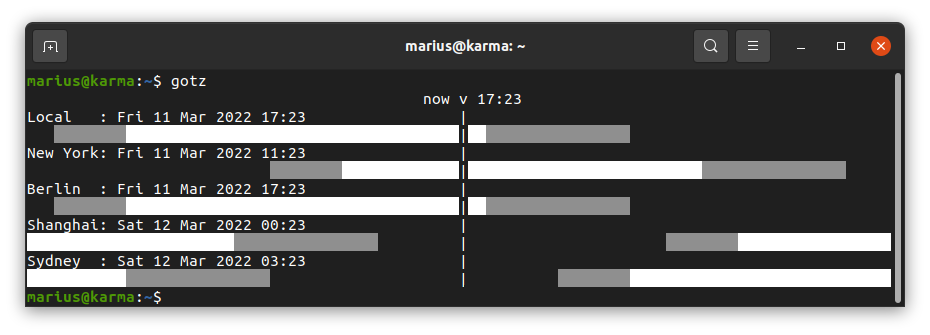 marius@karma: ~
marius@karma:~$ gotz
now v 17:23
Local   : Fri 11 Mar 2022 17:23 |
|
New York: Fri 11 Mar 2022 11:23 |
|
Berlin  : Fri 11 Mar 2022 17:23 |
|
Shanghai: Sat 12 Mar 2022 00:23 |
|
Sydney  : Sat 12 Mar 2022 03:23 |
|
marius@karma:~$